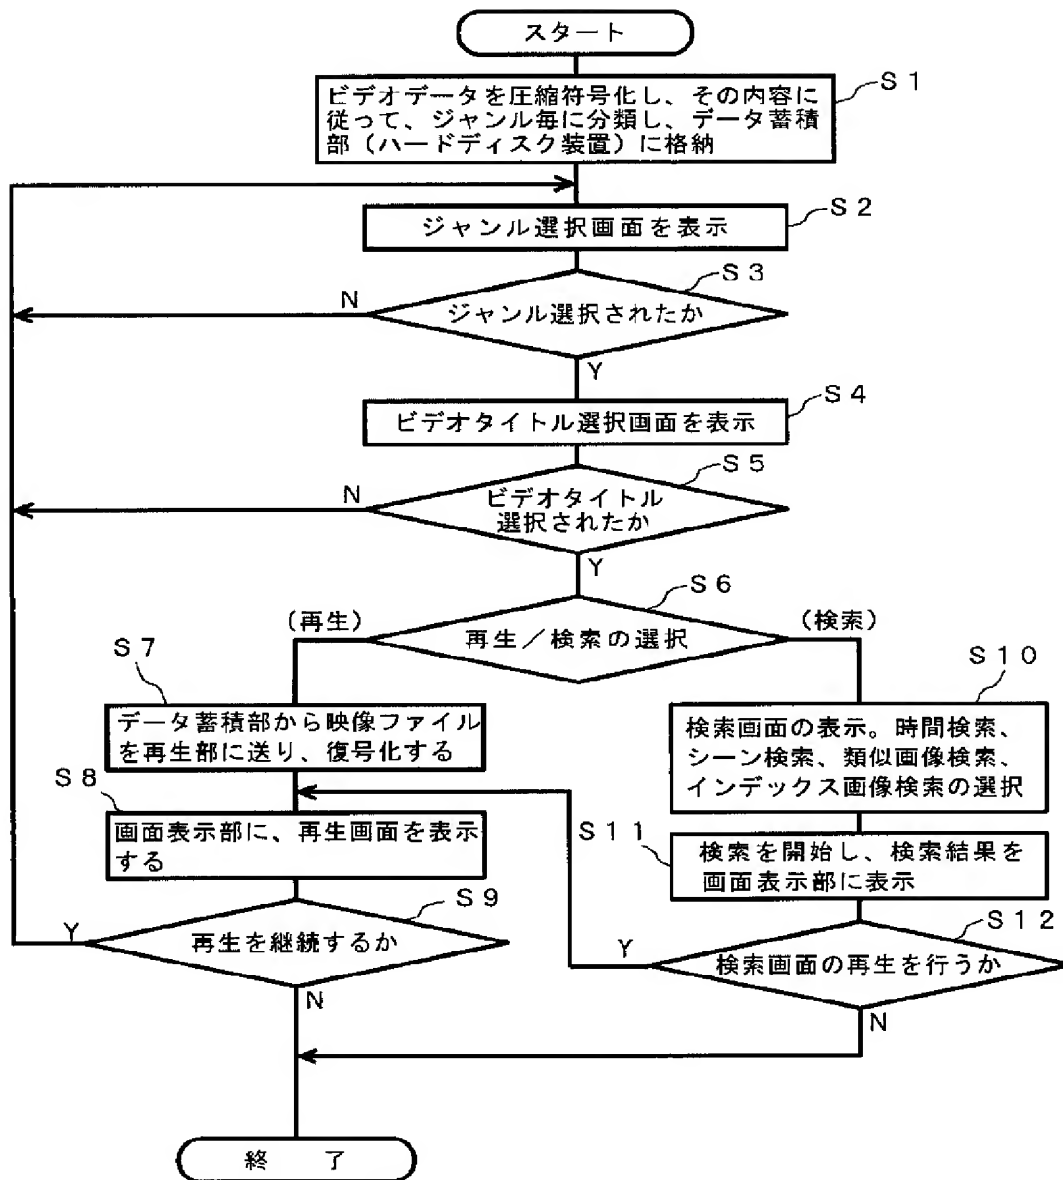 スタート
S1
ビデオデータを圧縮符号化し、その内容に
従って、ジャンル毎に分類し、データ蓄積
部（ハードディスク装置）に格納
S2
ジャンル選択画面を表示
S3
N
ジャンル選択されたか
Y
S4
ビデオタイトル選択画面を表示
S5
N
ビデオタイトル
選択されたか
Y
S6
（再生）
再生／検索の選択
（検索）
S7
データ蓄積部から映像ファイル
を再生部に送り、復号化する
S8
画面表示部に、再生画面を表示
する
S9
Y
再生を継続するか
N
S10
検索画面の表示。時間検索、
シーン検索、類似画像検索、
インデックス画像検索の選択
S11
検索を開始し、検索結果を
画面表示部に表示
S12
Y
検索画面の再生を行うか
N
終　了